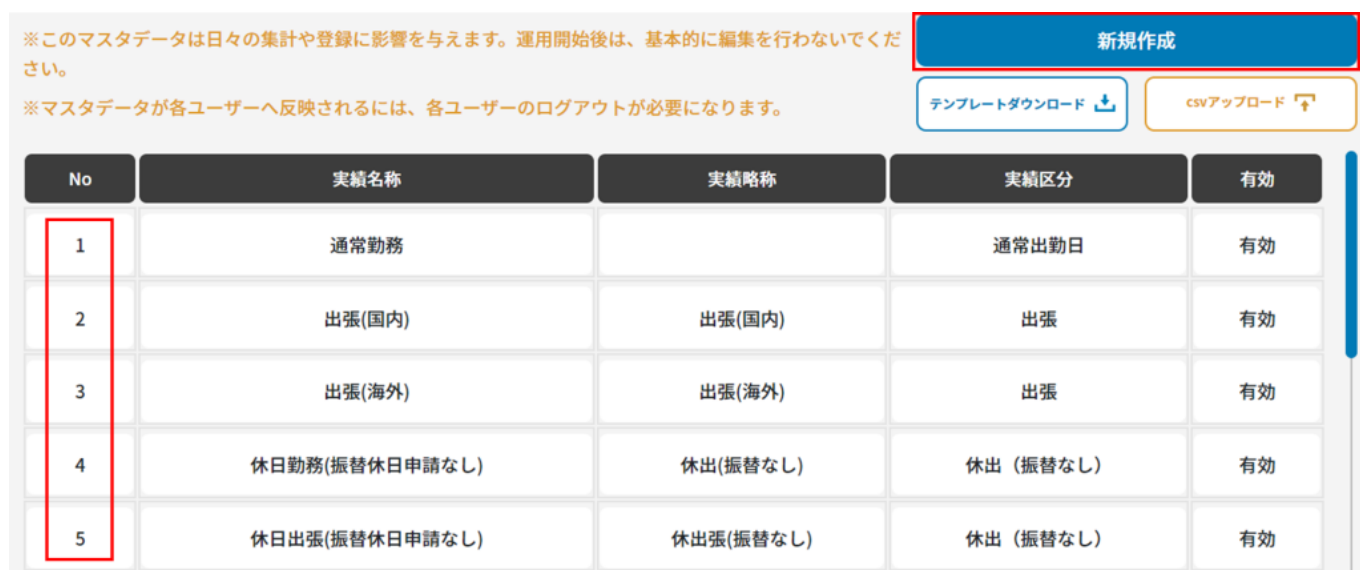 ※このマスタデータは日々の集計や登録に影響を与えます。運用開始後は、基本的に編集を行わないでくだ
さい。
※マスタデータが各ユーザーへ反映されるには、各ユーザーのログアウトが必要になります。
新規作成
テンプレートダウンロード
csvアップロード
No 実績名称 実績略称 実績区分 有効
1 通常勤務 通常出勤日 有効
2 出張(国内) 出張(国内) 出張 有効
3 出張(海外) 出張(海外) 出張 有効
4 休日勤務(振替休日申請なし) 休出(振替なし) 休出（振替なし） 有効
5 休日出張(振替休日申請なし) 休出張(振替なし) 休出（振替なし） 有効